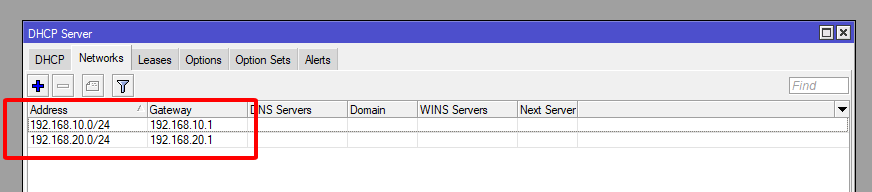 DHCP Server
DHCP Networks Leases Options Option Sets Alerts
Find
Address Gateway DNS Servers Domain WINS Servers Next Server
192.168.10.0/24 192.168.10.1
192.168.20.0/24 192.168.20.1